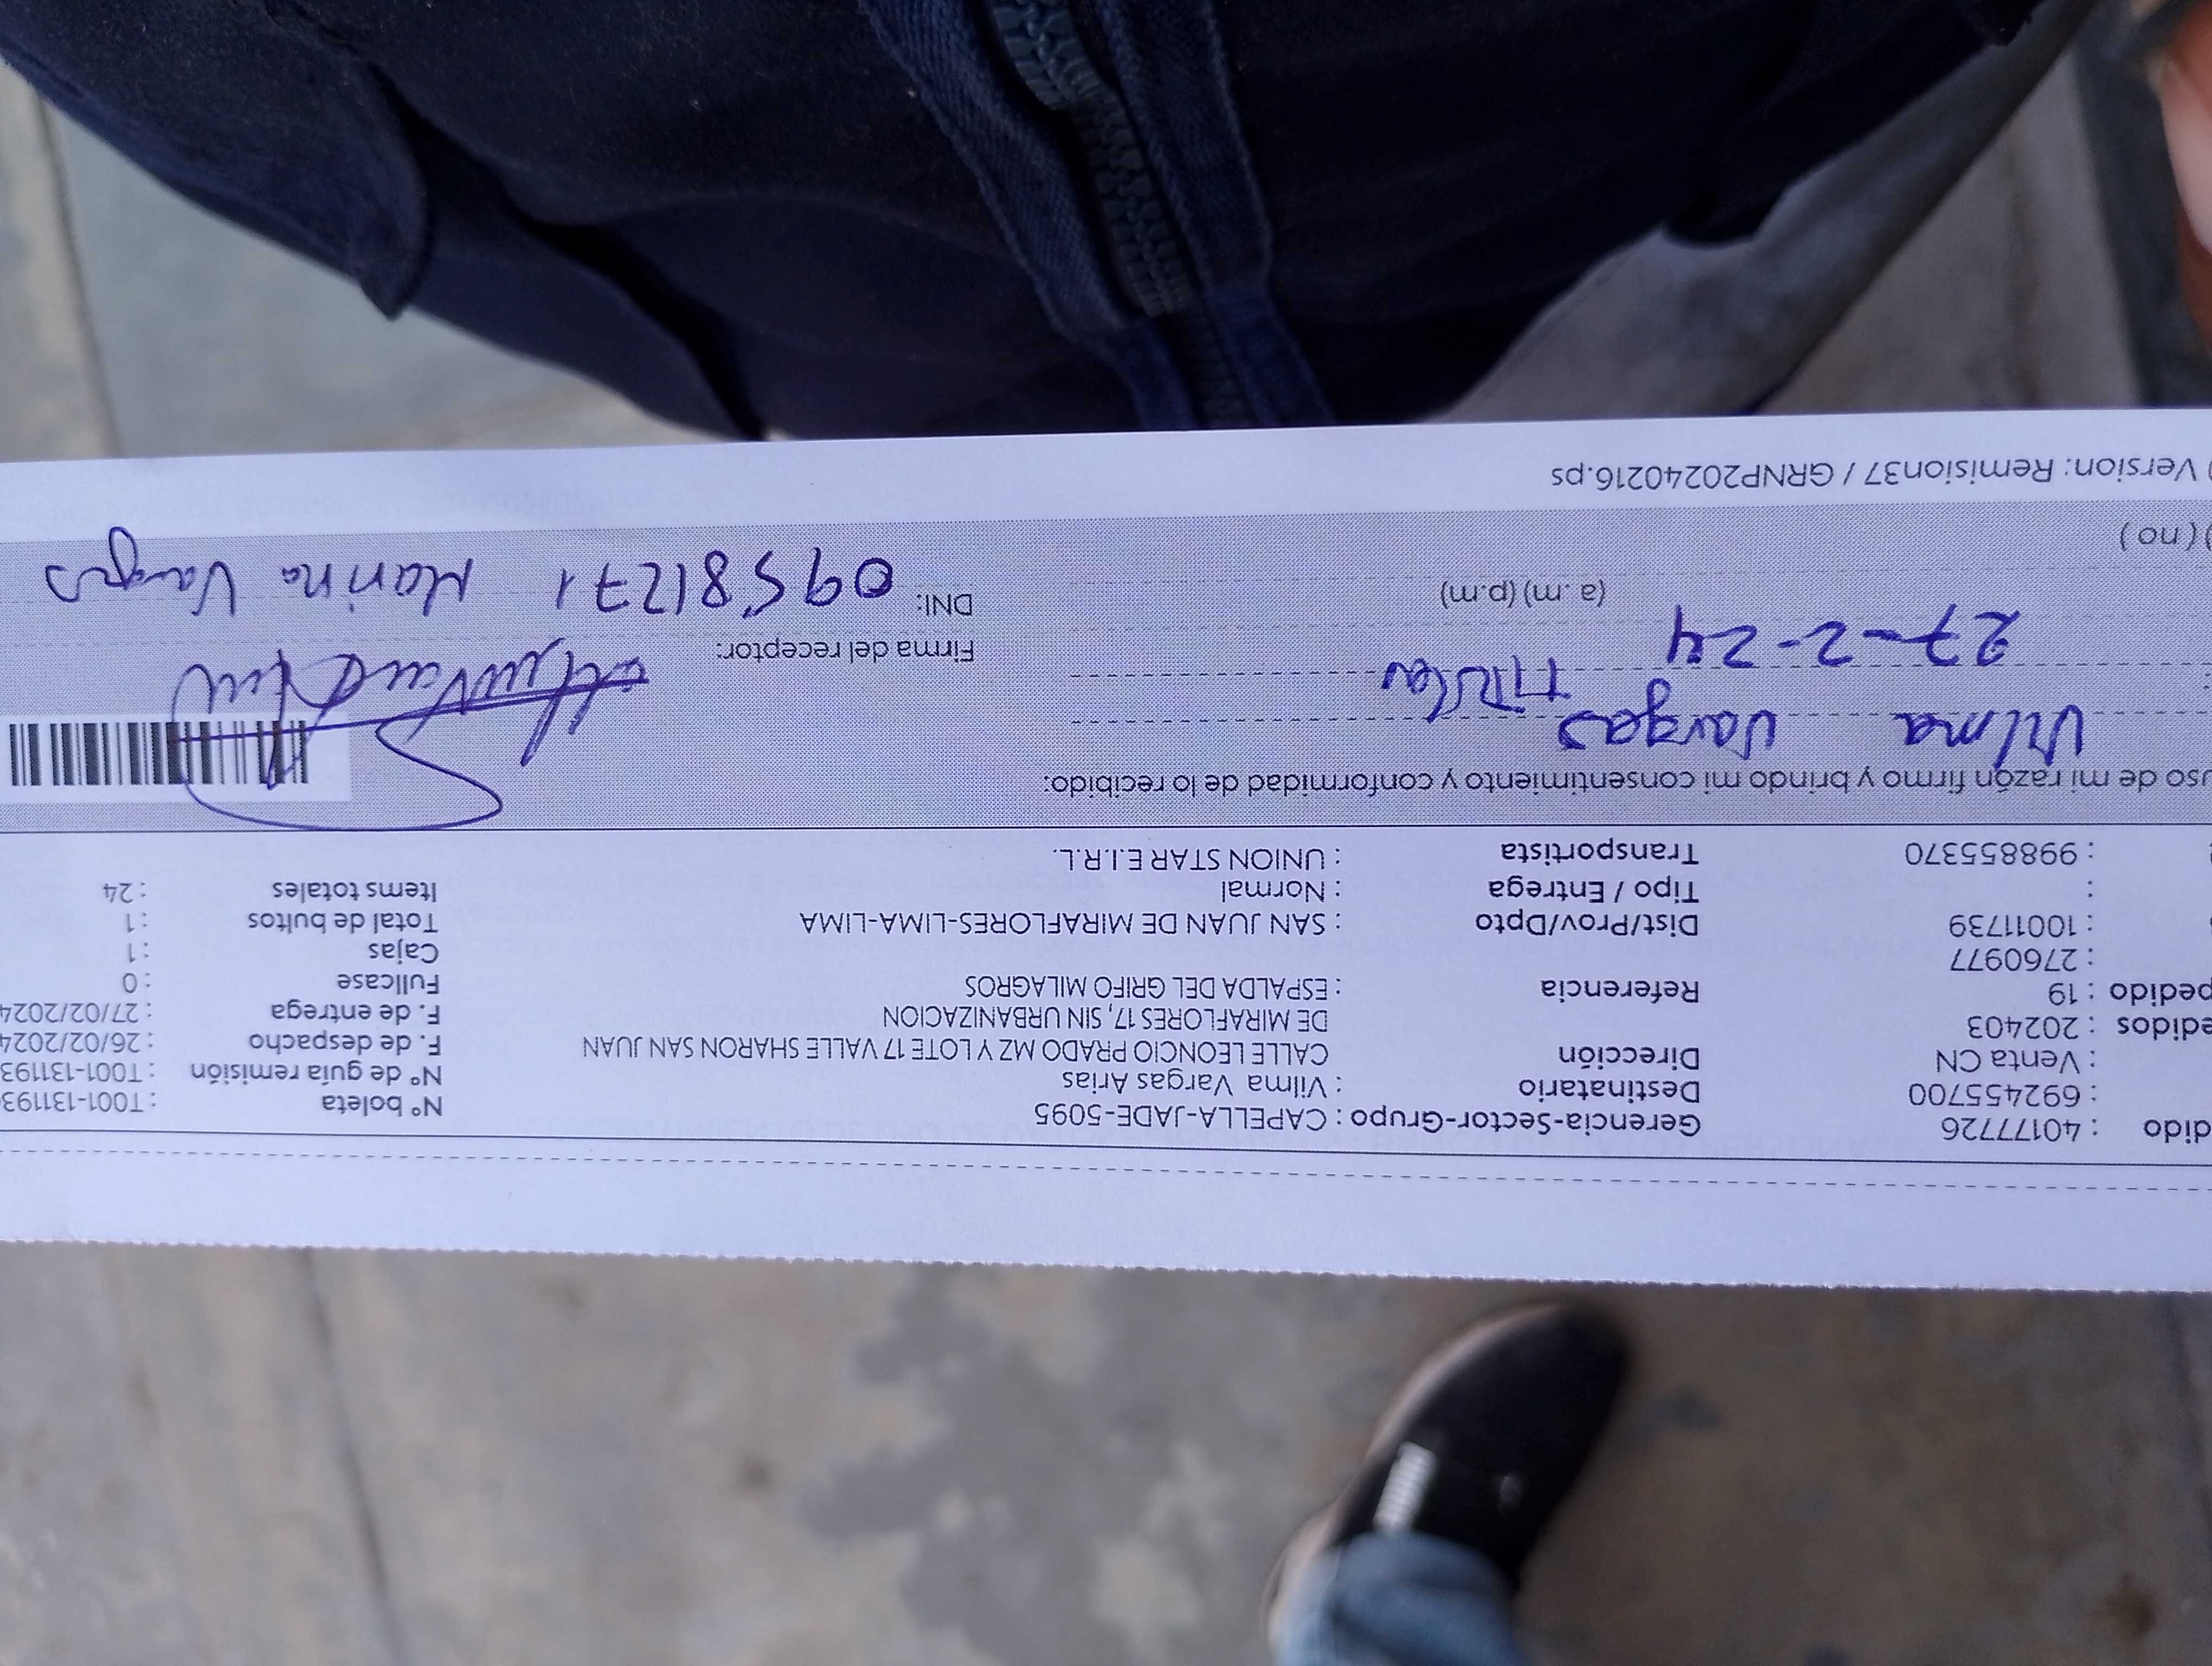 dido : 40177726 Gerencia-Sector-Grupo : CAPELLA-JADE-5095 N° boleta : T001-131193
: 692455700 Destinatario : Vilma Vargas Arias N° de guía remisión : T001-131193
: Venta CN Dirección : CALLE LEONCIO PRADO MZ Y LOTE 17 VALLE SHARON SAN JUAN F. de despacho : 26/02/2024
edidos : 202403 DE MIRAFLORES 17, SIN URBANIZACION F. de entrega : 27/02/2024
pedido : 19 Referencia : ESPALDA DEL GRIFO MILAGROS Fullcase : 0
: 2760977 Cajas : 1
: 10011739 Dist/Prov/Dpto : SAN JUAN DE MIRAFLORES-LIMA-LIMA Total de bultos : 1
: Tipo / Entrega : Normal Items totales : 24
: 998855370 Transportista : UNION STAR E.I.R.L.
uso de mi razón firmo y brindo mi consentimiento y conformidad de lo recibido:
Vilma Vargas
27-2-24 Firma del receptor:
(a. m) (p.m) DNI: 09581271 Marina Vargas
) (no )
) Version: Remision37 / GRNP20240216.ps